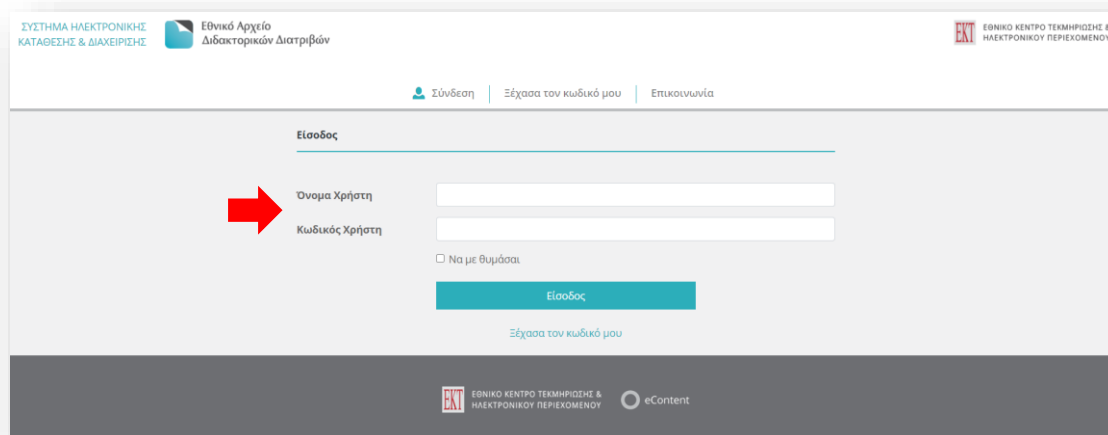 ΣΥΣΤΗΜΑ ΗΛΕΚΤΡΟΝΙΚΗΣ
ΚΑΤΑΘΕΣΗΣ & ΔΙΑΧΕΙΡΙΣΗΣ
Εθνικό Αρχείο
Διδακτορικών Διατριβών
ΕΚΤ
ΕΘΝΙΚΟ ΚΕΝΤΡΟ ΤΕΚΜΗΡΙΩΣΗΣ &
ΗΛΕΚΤΡΟΝΙΚΟΥ ΠΕΡΙΕΧΟΜΕΝΟΥ
Σύνδεση
Ξέχασα τον κωδικό μου
Επικοινωνία
Είσοδος
Όνομα Χρήστη
Κωδικός Χρήστη
Να με θυμάσαι
Είσοδος
Ξέχασα τον κωδικό μου
ΕΚΤ
ΕΘΝΙΚΟ ΚΕΝΤΡΟ ΤΕΚΜΗΡΙΩΣΗΣ &
ΗΛΕΚΤΡΟΝΙΚΟΥ ΠΕΡΙΕΧΟΜΕΝΟΥ
eContent